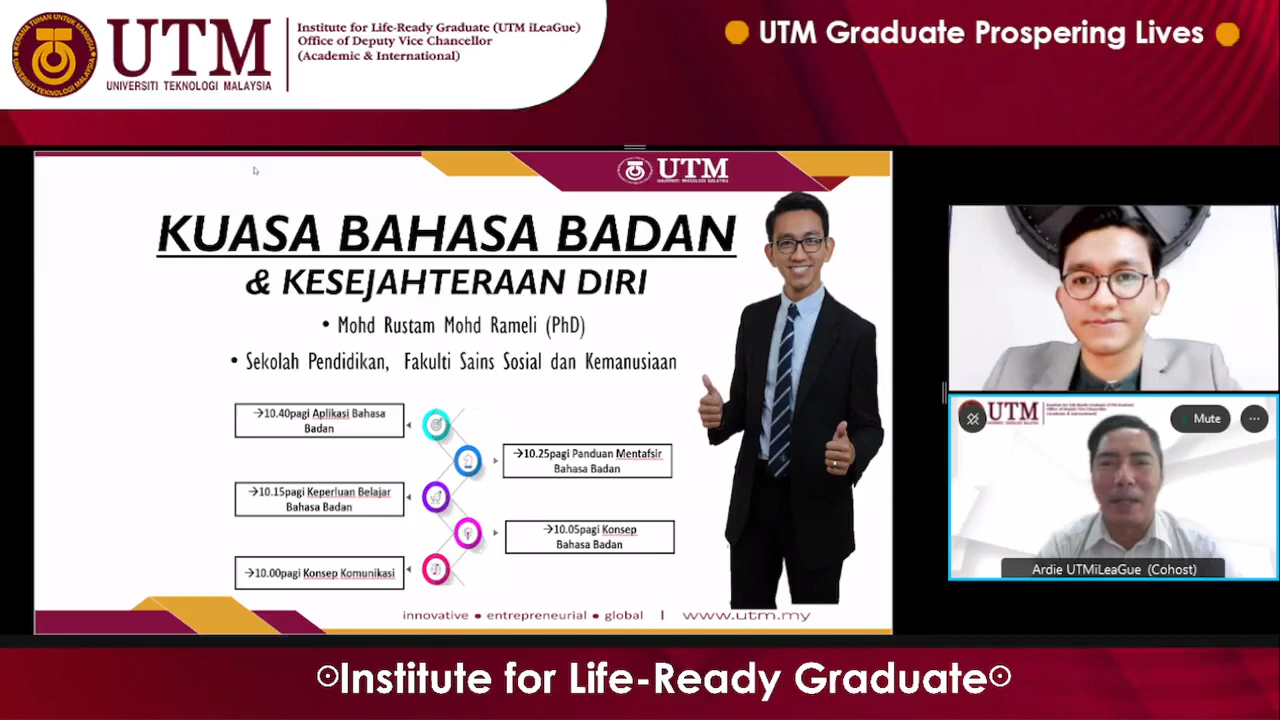 UTM
UNIVERSITI TEKNOLOGI MALAYSIA
Institute for Life-Ready Graduate (UTM iLeaGue)
Office of Deputy Vice Chancellor
(Academic & International)
UTM Graduate Prospering Lives
UTM
UNIVERSITI TEKNOLOGI MALAYSIA
KUASA BAHASA BADAN
& KESEJAHTERAAN DIRI
• Mohd Rustam Mohd Rameli (PhD)
• Sekolah Pendidikan, Fakulti Sains Sosial dan Kemanusiaan
→10.40pagi Aplikasi Bahasa
Badan
→10.25pagi Panduan Mentafsir
Bahasa Badan
→10.15pagi Keperluan Belajar
Bahasa Badan
→10.05pagi Konsep
Bahasa Badan
→10.00pagi Konsep Komunikasi
innovative ● entrepreneurial ● global | www.utm.my
UTM
Mute
Ardie UTMiLeaGue (Cohost)
Institute for Life-Ready Graduate